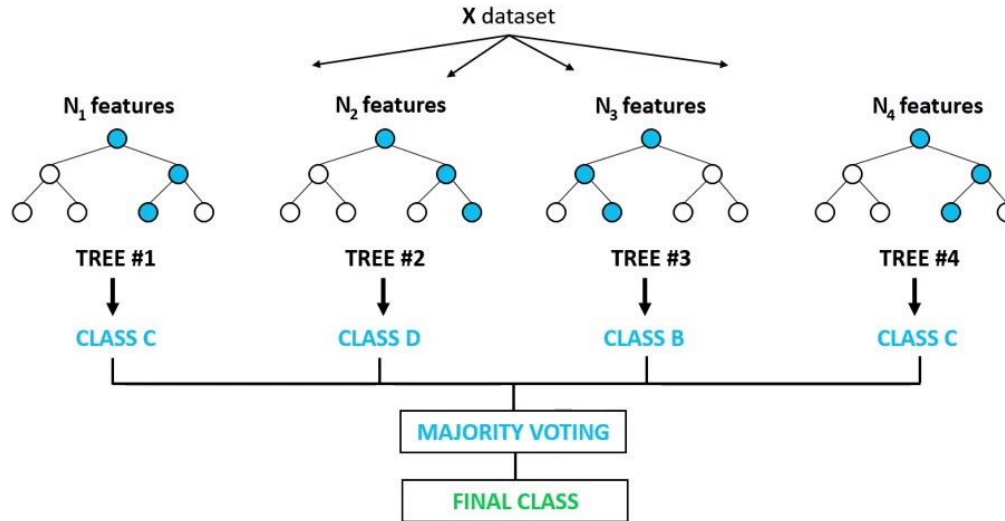 X dataset
N₁ features
N₂ features
N₃ features
N₄ features
TREE #1
TREE #2
TREE #3
TREE #4
CLASS C
CLASS D
CLASS B
CLASS C
MAJORITY VOTING
FINAL CLASS